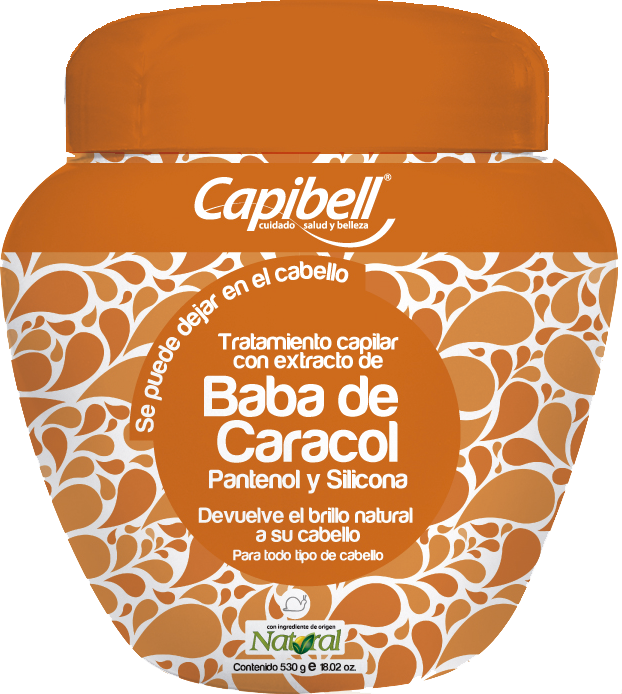 Capibell®
cuidado salud y belleza
Se puede dejar en el cabello
Tratamiento capilar
con extracto de
Baba de
Caracol
Pantenol y Silicona
Devuelve el brillo natural
a su cabello
Para todo tipo de cabello
con ingrediente de origen
Natural
Contenido 530 g e 18.02 oz.